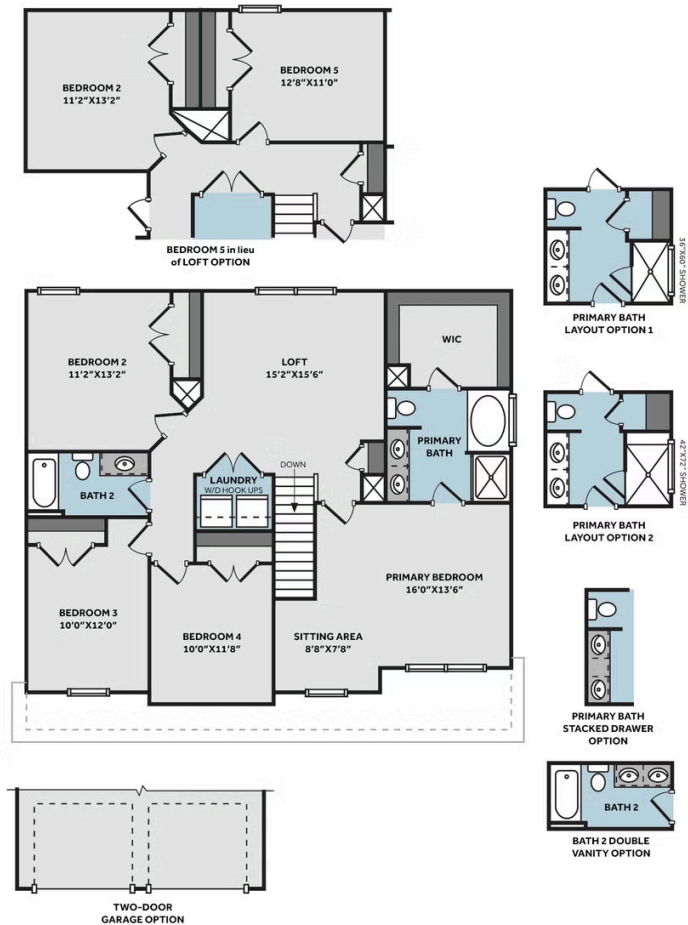 BEDROOM 2
11'2"X13'2"
BEDROOM 5
12'8"X11'0"
BEDROOM 5 in lieu
of LOFT OPTION
36"X60" SHOWER
PRIMARY BATH
LAYOUT OPTION 1
BEDROOM 2
11'2"X13'2"
LOFT
15'2"X15'6"
WIC
PRIMARY
BATH
BATH 2
LAUNDRY
W/D HOOK UPS
DOWN
42"X72" SHOWER
PRIMARY BATH
LAYOUT OPTION 2
BEDROOM 3
10'0"X12'0"
BEDROOM 4
10'0"X11'8"
SITTING AREA
8'8"X7'8"
PRIMARY BEDROOM
16'0"X13'6"
PRIMARY BATH
STACKED DRAWER
OPTION
BATH 2
BATH 2 DOUBLE
VANITY OPTION
TWO-DOOR
GARAGE OPTION